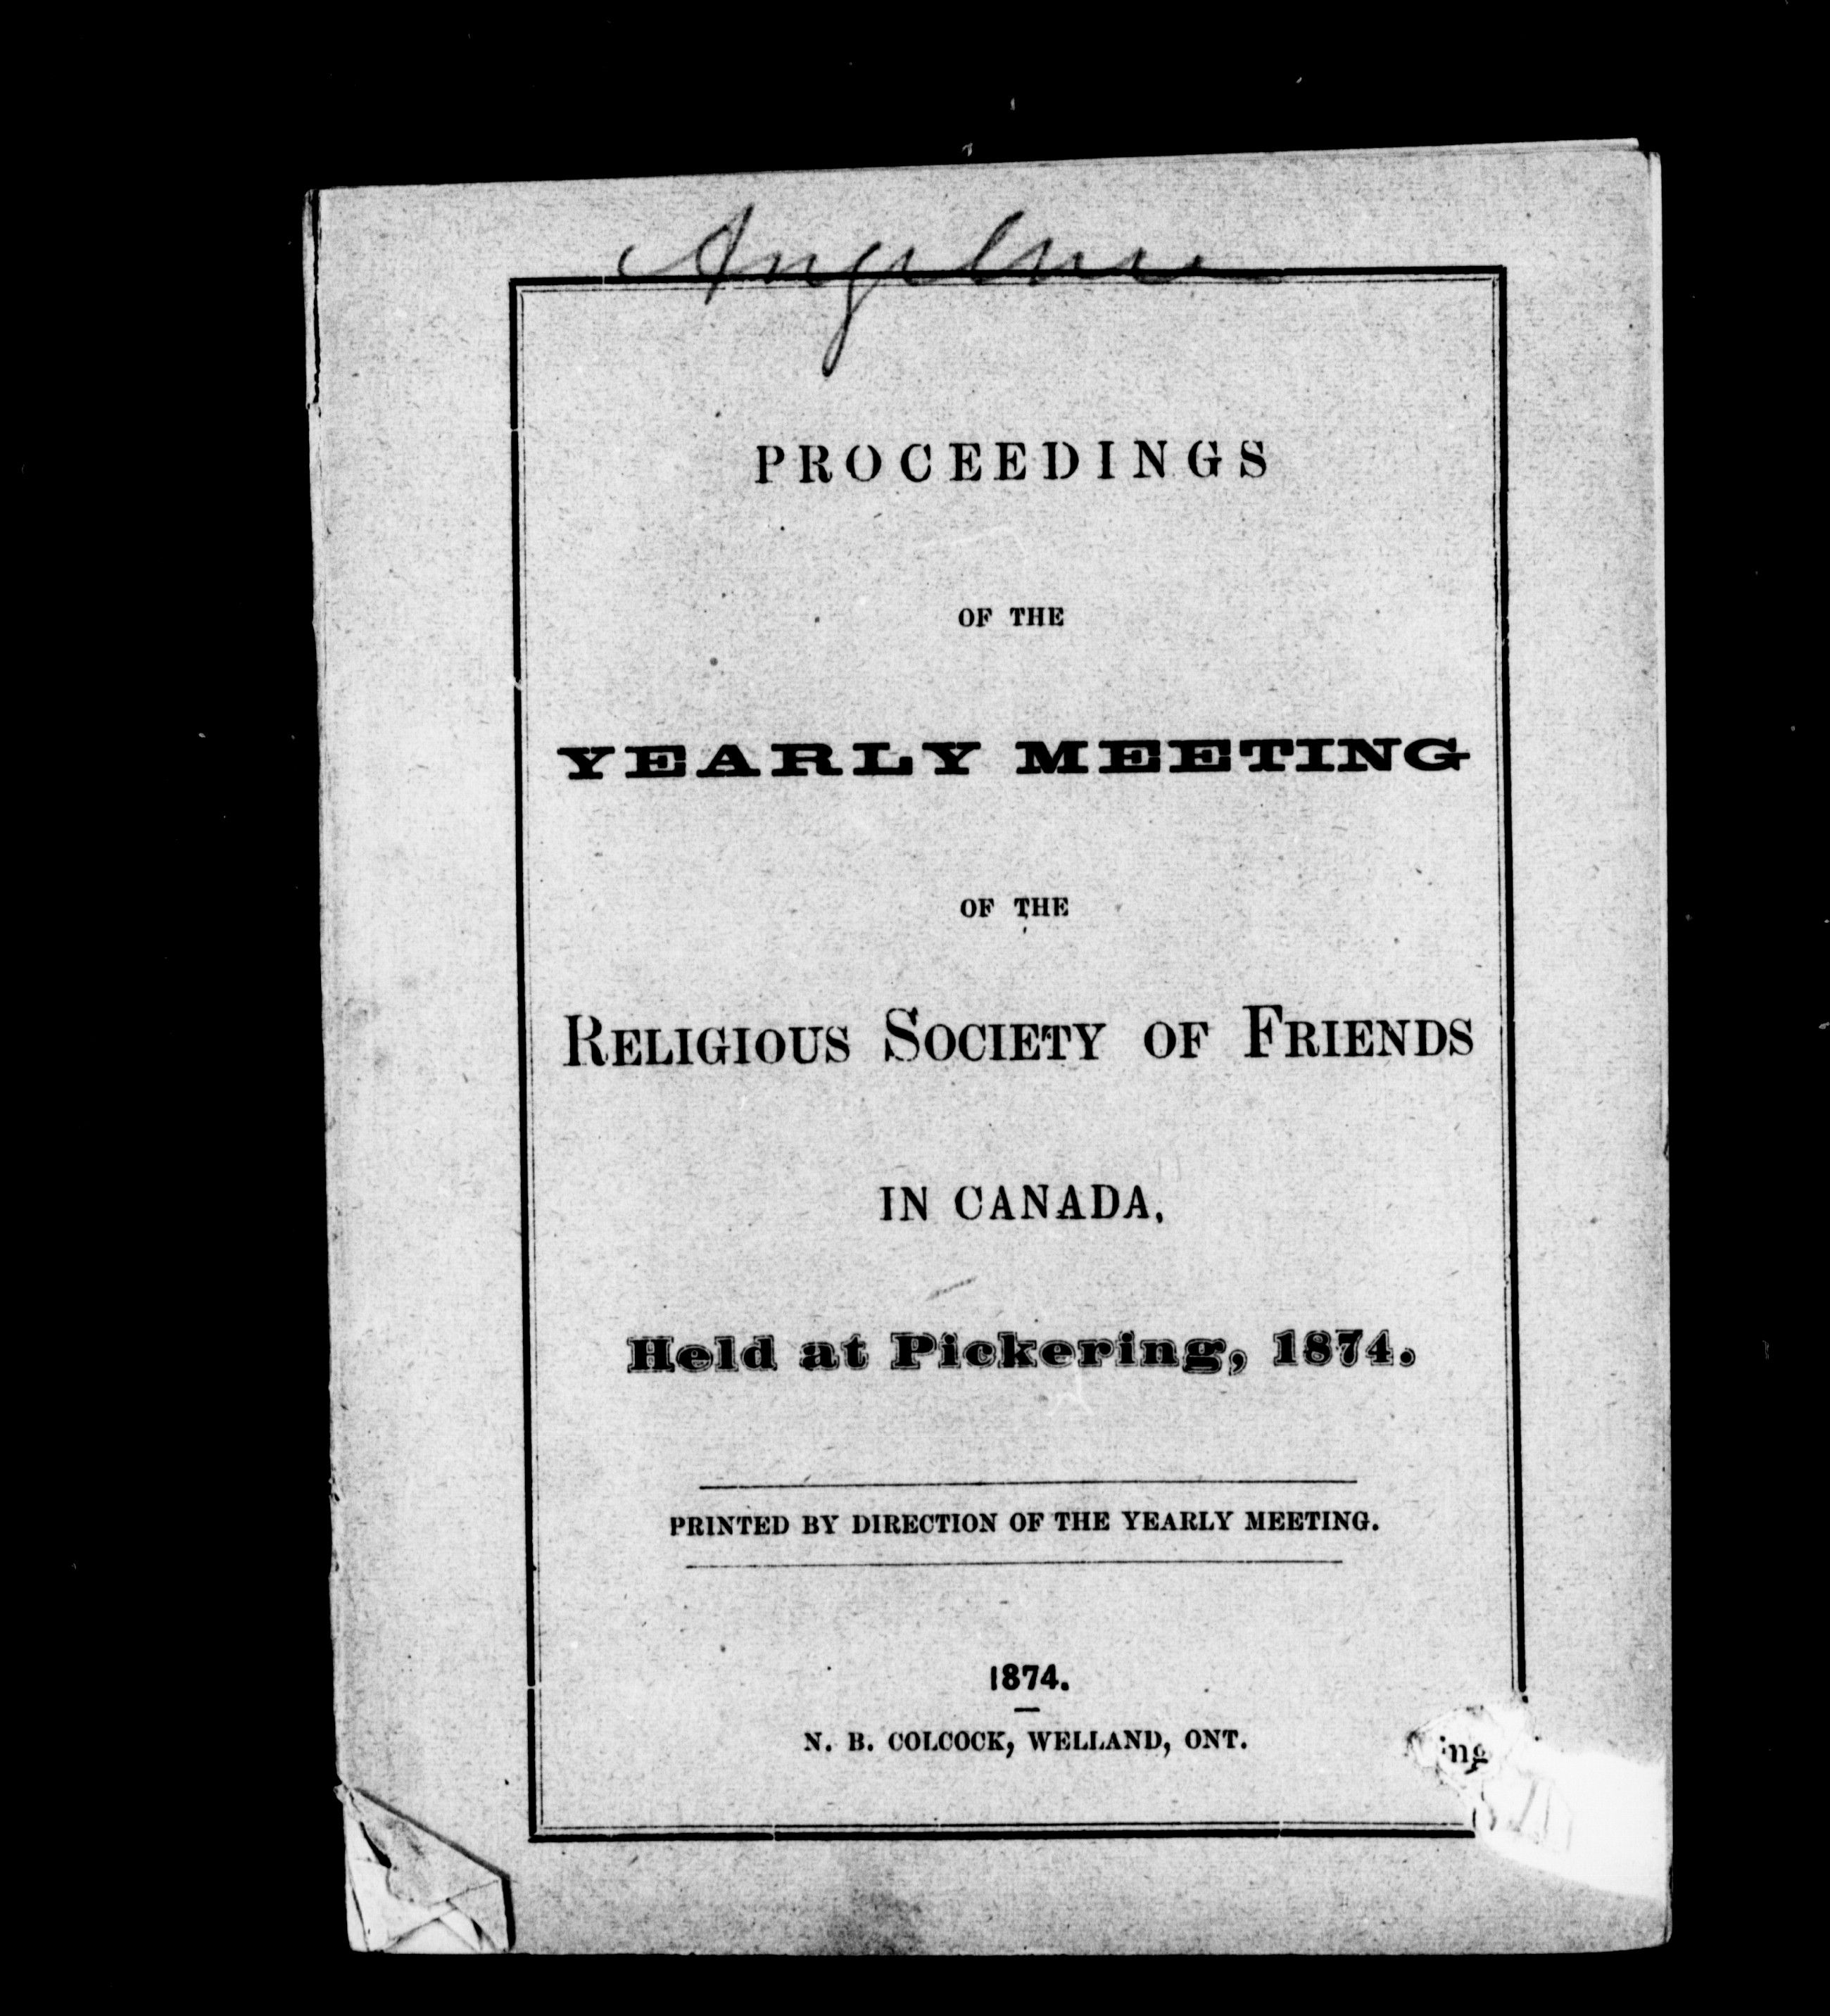 Angeline
PROCEEDINGS
OF THE
YEARLY MEETING
OF THE
RELIGIOUS SOCIETY OF FRIENDS
IN CANADA,
Held at Pickering, 1874.
PRINTED BY DIRECTION OF THE YEARLY MEETING.
1874.
N. B. COLCOCK, WELLAND, ONT.